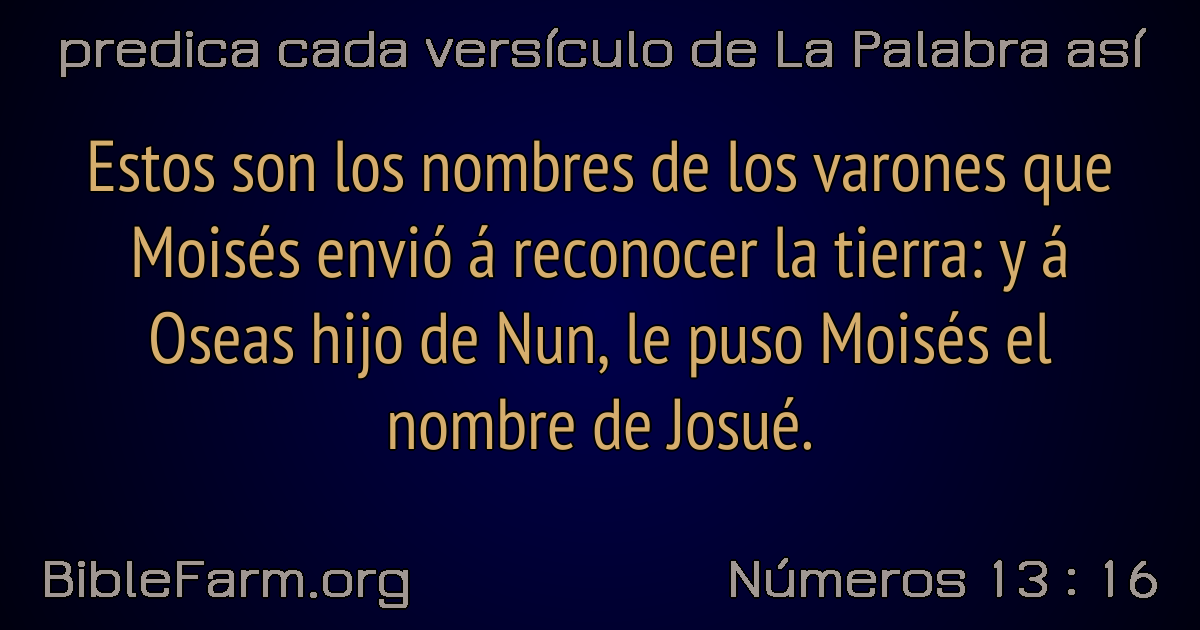 predica cada versículo de La Palabra así
Estos son los nombres de los varones que
Moisés envió á reconocer la tierra: y á
Oseas hijo de Nun, le puso Moisés el
nombre de Josué.
BibleFarm.org
Números 13 : 16